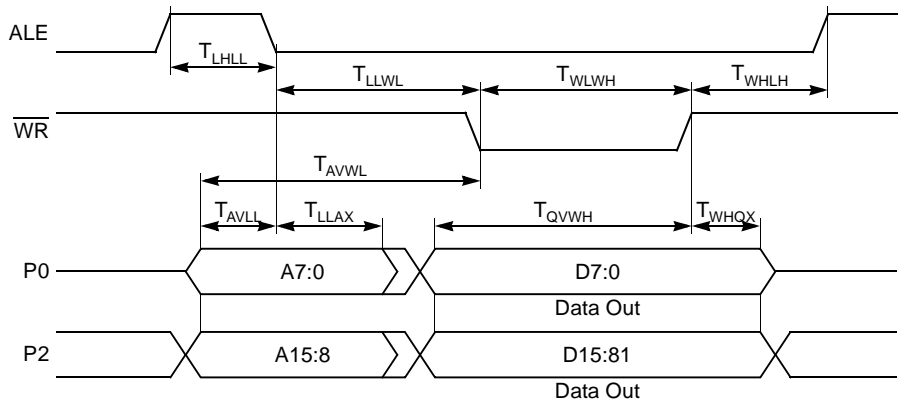 ALE
T_LHLL
T_LLWL T_WLWH T_WHLH
WR
T_AVWL
T_AVLL T_LLAX T_QVWH T_WHQX
P0 A7:0 D7:0
Data Out
P2 A15:8 D15:81
Data Out